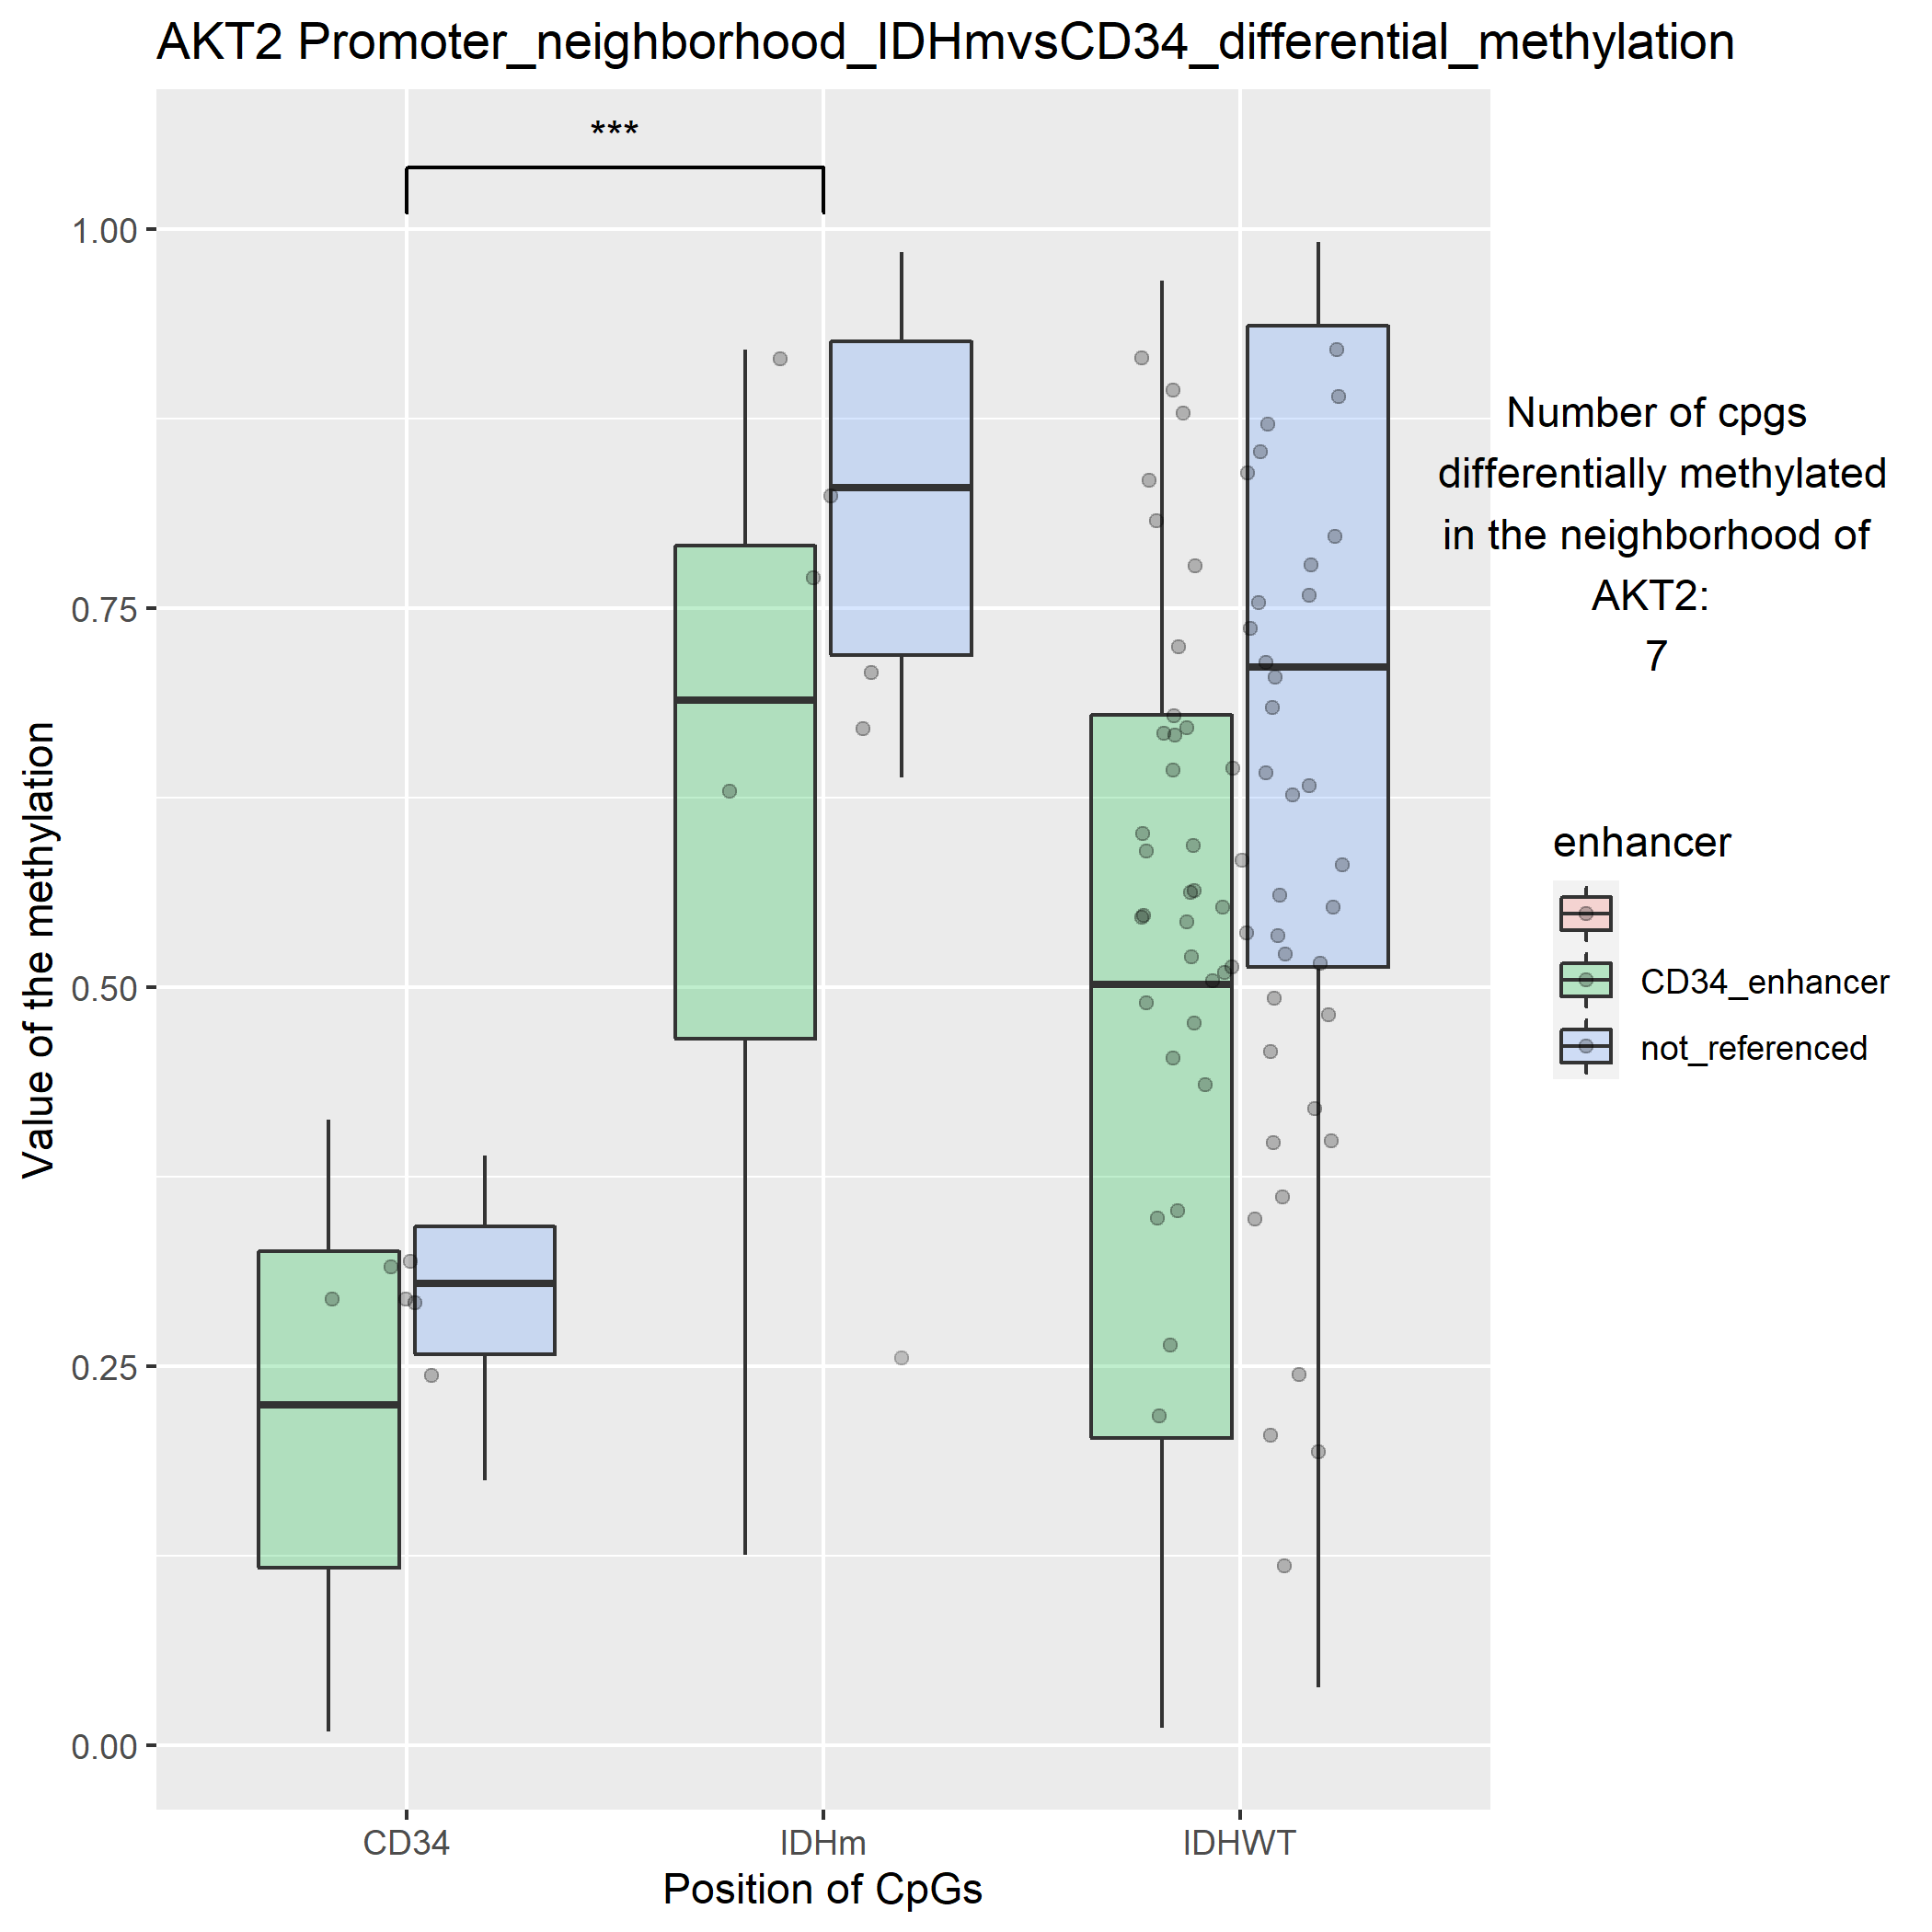 AKT2 Promoter_neighborhood_IDHmvsCD34_differential_methylation
***
1.00
0.75
0.50
0.25
0.00
Value of the methylation
CD34
IDHm
IDHWT
Position of CpGs
Number of cpgs
differentially methylated
in the neighborhood of
AKT2:
7
enhancer
CD34_enhancer
not_referenced